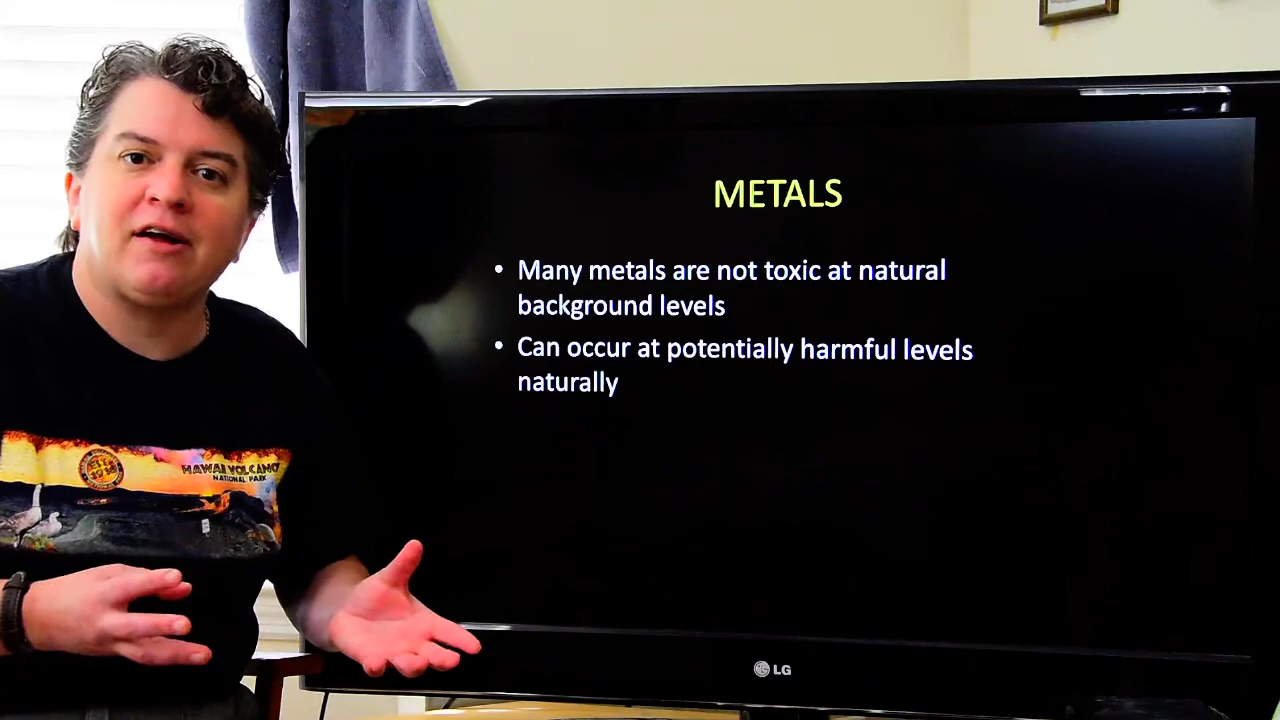 METALS
• Many metals are not toxic at natural
background levels
• Can occur at potentially harmful levels
naturally
HAWAII VOLCANO
NATIONAL PARK
LG